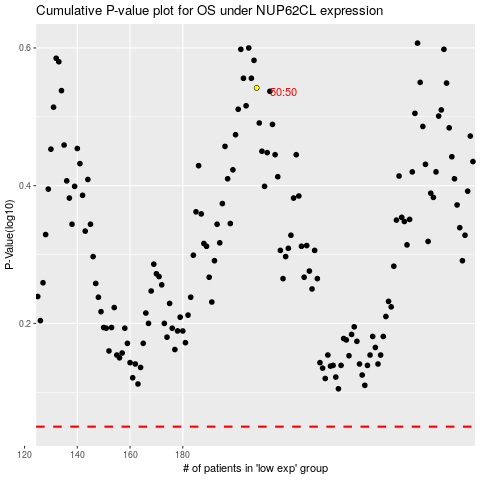 Cumulative P-value plot for OS under NUP62CL expression
0.6
50:50
0.4
0.2
P-Value(log10)
120 140 160 180
# of patients in 'low exp' group